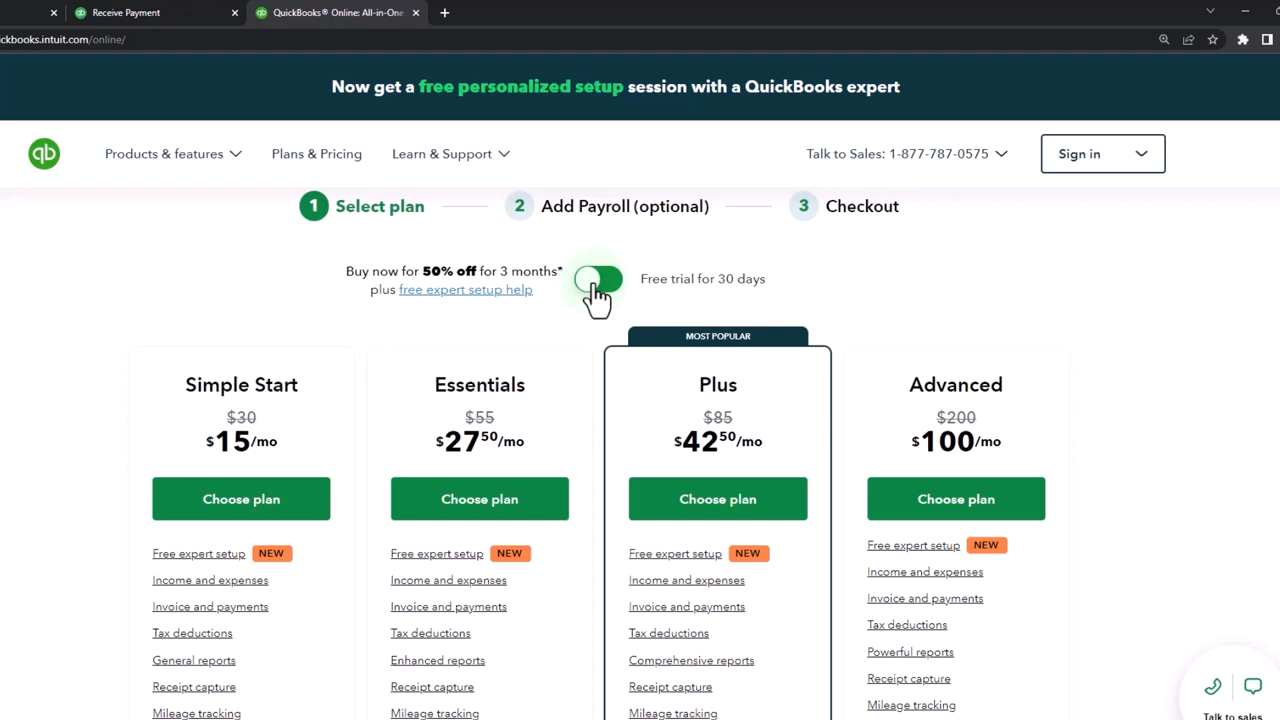 Receive Payment
QuickBooks® Online: All-in-One
ckbooks.intuit.com/online/
Now get a free personalized setup session with a QuickBooks expert
qb
Products & features
Plans & Pricing
Learn & Support
Talk to Sales: 1-877-787-0575
Sign in
1 Select plan
2 Add Payroll (optional)
3 Checkout
Buy now for 50% off for 3 months*
plus free expert setup help
Free trial for 30 days
MOST POPULAR
Simple Start
$30
$15/mo
Choose plan
Free expert setup NEW
Income and expenses
Invoice and payments
Tax deductions
General reports
Receipt capture
Mileage tracking
Essentials
$55
$2750/mo
Choose plan
Free expert setup NEW
Income and expenses
Invoice and payments
Tax deductions
Enhanced reports
Receipt capture
Mileage tracking
Plus
$85
$4250/mo
Choose plan
Free expert setup NEW
Income and expenses
Invoice and payments
Tax deductions
Comprehensive reports
Receipt capture
Mileage tracking
Advanced
$200
$100/mo
Choose plan
Free expert setup NEW
Income and expenses
Invoice and payments
Tax deductions
Powerful reports
Receipt capture
Mileage tracking
Talk to sales